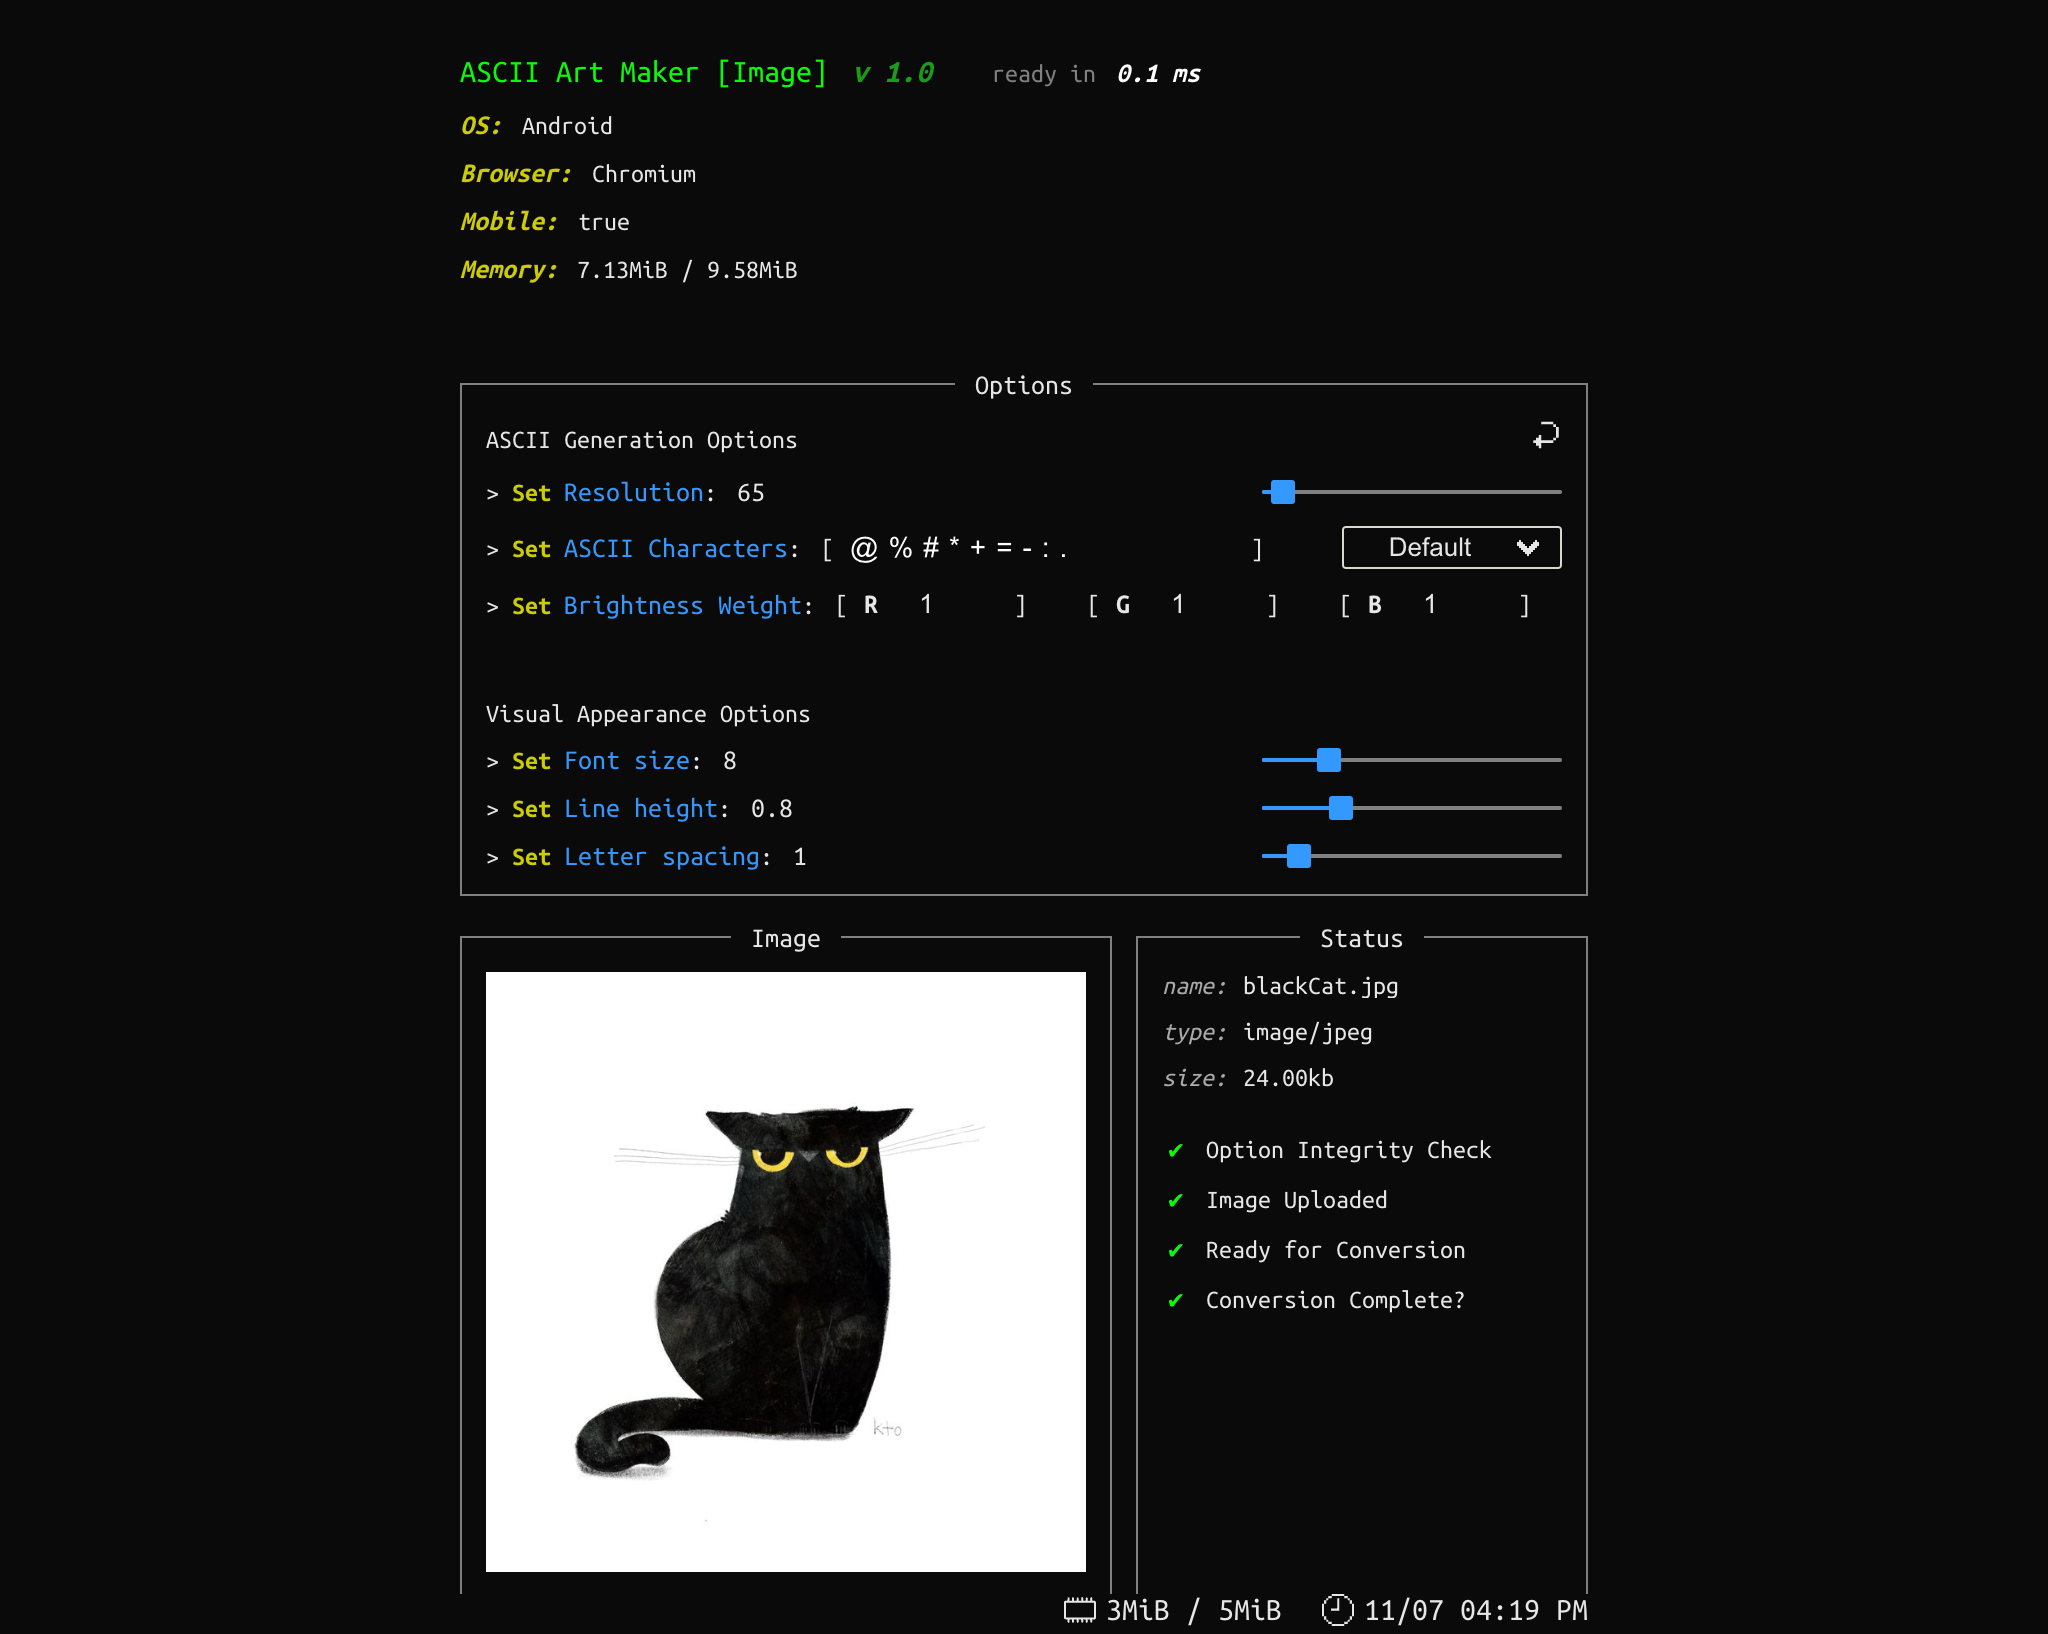 ASCII Art Maker [Image] v 1.0 ready in 0.1 ms
OS: Android
Browser: Chromium
Mobile: true
Memory: 7.13MiB / 9.58MiB
Options
ASCII Generation Options
> Set Resolution: 65
> Set ASCII Characters: [ @ % # * + = - : . ] Default
> Set Brightness Weight: [ R 1 ] [ G 1 ] [ B 1 ]
Visual Appearance Options
> Set Font size: 8
> Set Line height: 0.8
> Set Letter spacing: 1
Image
kto
Status
name: blackCat.jpg
type: image/jpeg
size: 24.00kb
✔ Option Integrity Check
✔ Image Uploaded
✔ Ready for Conversion
✔ Conversion Complete?
3MiB / 5MiB 11/07 04:19 PM